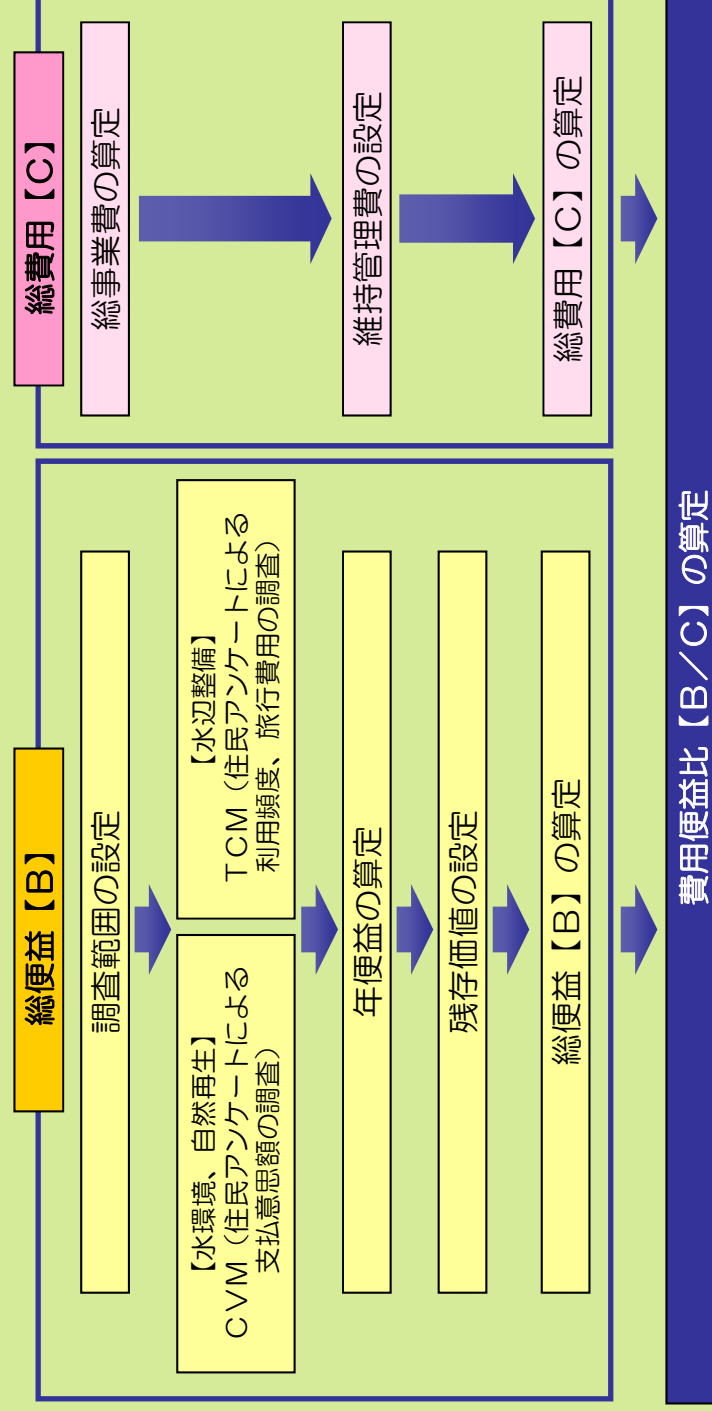 総便益【B】
調査範囲の設定
【水環境、自然再生】
CVM（住民アンケートによる
支払意思額の調査）
【水辺整備】
TCM（住民アンケートによる
利用頻度、旅行費用の調査）
年便益の算定
残存価値の設定
総便益【B】の算定
総費用【C】
総事業費の算定
維持管理費の設定
総費用【C】の算定
費用便益比【B／C】の算定